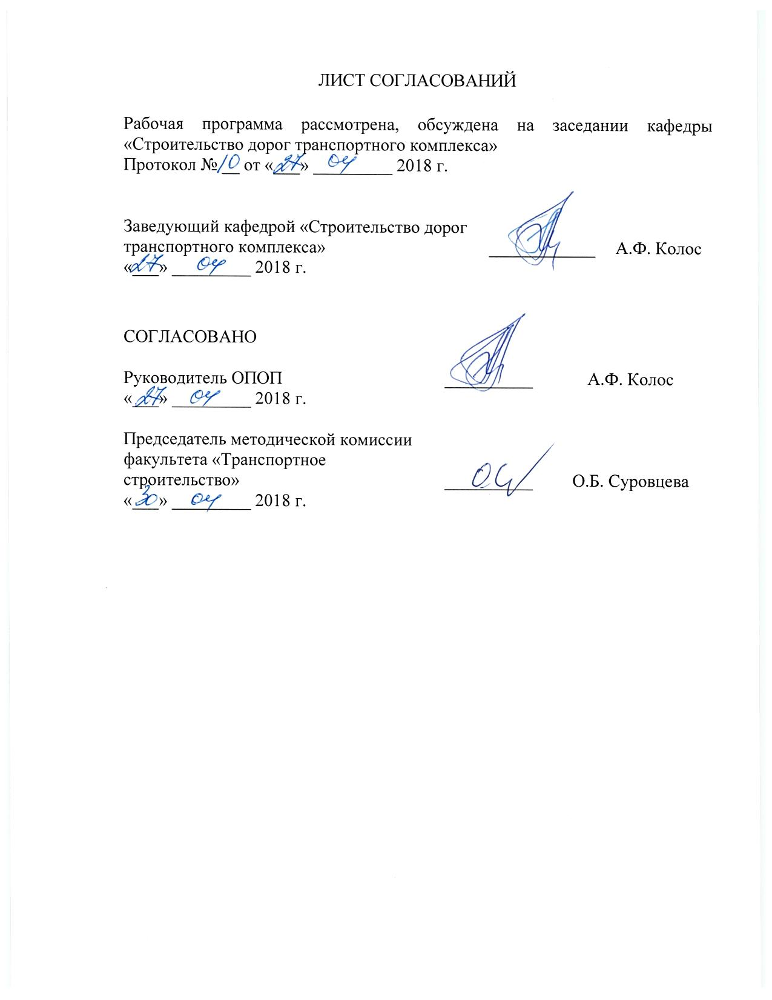 ЛИСТ СОГЛАСОВАНИЙ
Рабочая программа рассмотрена, обсуждена на заседании кафедры
«Строительство дорог транспортного комплекса»
Протокол № 10 от «27» 04 2018 г.
Заведующий кафедрой «Строительство дорог
транспортного комплекса» А.Ф. Колос
«27» 04 2018 г.
СОГЛАСОВАНО
Руководитель ОПОП А.Ф. Колос
«27» 04 2018 г.
Председатель методической комиссии
факультета «Транспортное
строительство» О.Б. Суровцева
«30» 04 2018 г.